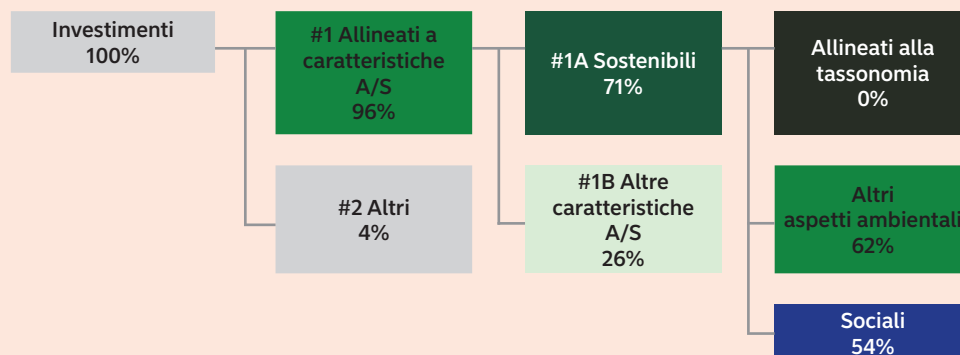 Investimenti
100%
#1 Allineati a
caratteristiche
A/S
96%
#1A Sostenibili
71%
Allineati alla
tassonomia
0%
#2 Altri
4%
#1B Altre
caratteristiche
A/S
26%
Altri
aspetti ambientali
62%
Sociali
54%